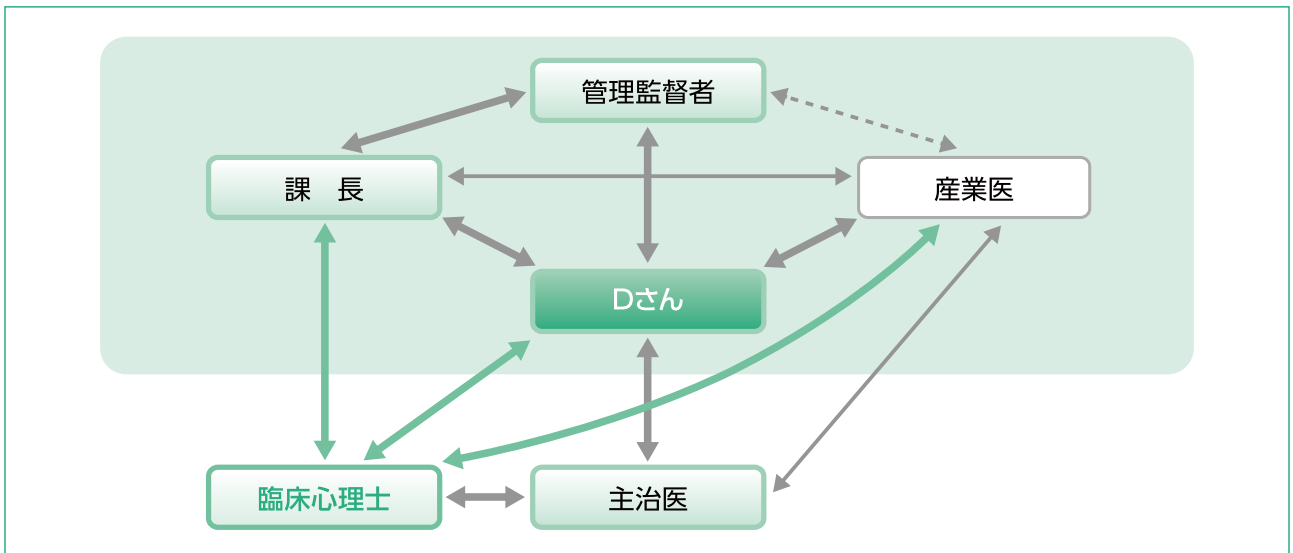 管理監督者
課　長
産業医
Dさん
臨床心理士
主治医